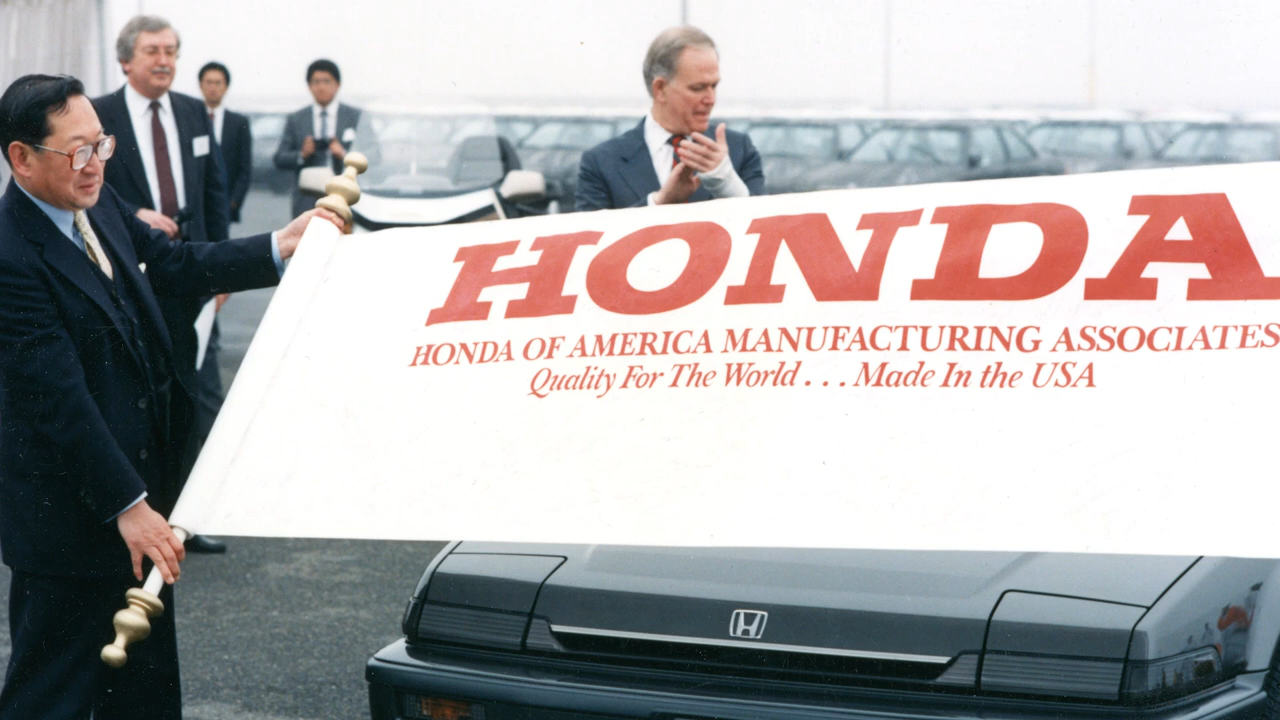 HONDA
HONDA OF AMERICA MANUFACTURING ASSOCIATES
Quality For The World . . . Made In the USA